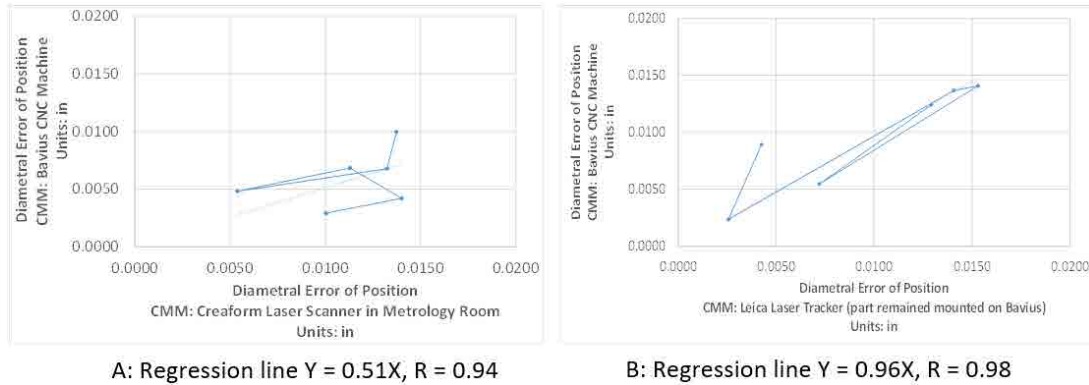 0.0200
0.0150
0.0100
0.0050
0.0000
Diametral Error of Position
CMM: Bavius CNC Machine
Units: in
0.0000 0.0050 0.0100 0.0150 0.0200
Diametral Error of Position
CMM: Creaform Laser Scanner in Metrology Room
Units: in
A: Regression line Y = 0.51X, R = 0.94
0.0200
0.0150
0.0100
0.0050
0.0000
Diametral Error of Position
CMM: Bavius CNC Machine
Units: in
0.0000 0.0050 0.0100 0.0150 0.0200
Diametral Error of Position
CMM: Leica Laser Tracker (part remained mounted on Bavius)
Units: in
B: Regression line Y = 0.96X, R = 0.98